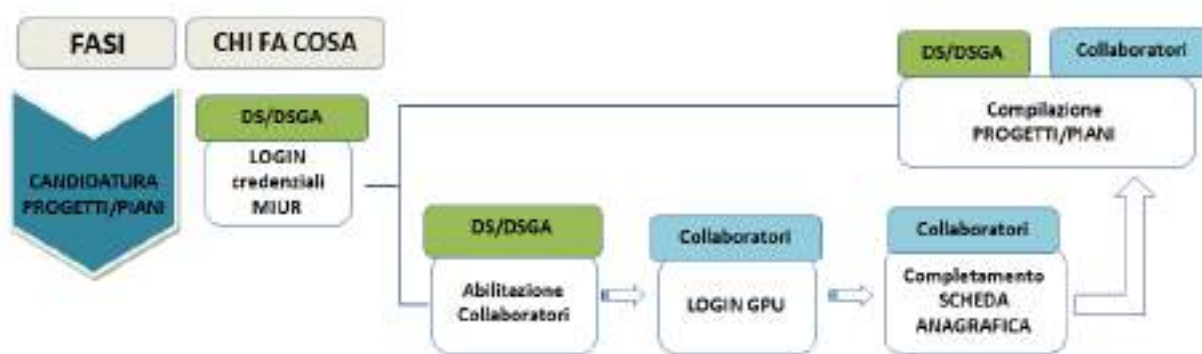 FASI
CHI FA COSA
CANDIDATURA
PROGETTI/PIANI
DS/DSGA
LOGIN
credenziali
MIUR
DS/DSGA
Collaboratori
Compilazione
PROGETTI/PIANI
DS/DSGA
Abilitazione
Collaboratori
Collaboratori
LOGIN GPU
Collaboratori
Completamento
SCHEDA
ANAGRAFICA